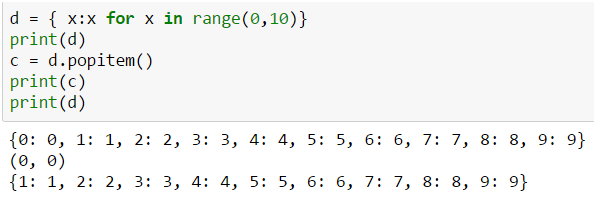 d = { x:x for x in range(0,10)}
print(d)
c = d.popitem()
print(c)
print(d)
{0: 0, 1: 1, 2: 2, 3: 3, 4: 4, 5: 5, 6: 6, 7: 7, 8: 8, 9: 9}
(0, 0)
{1: 1, 2: 2, 3: 3, 4: 4, 5: 5, 6: 6, 7: 7, 8: 8, 9: 9}